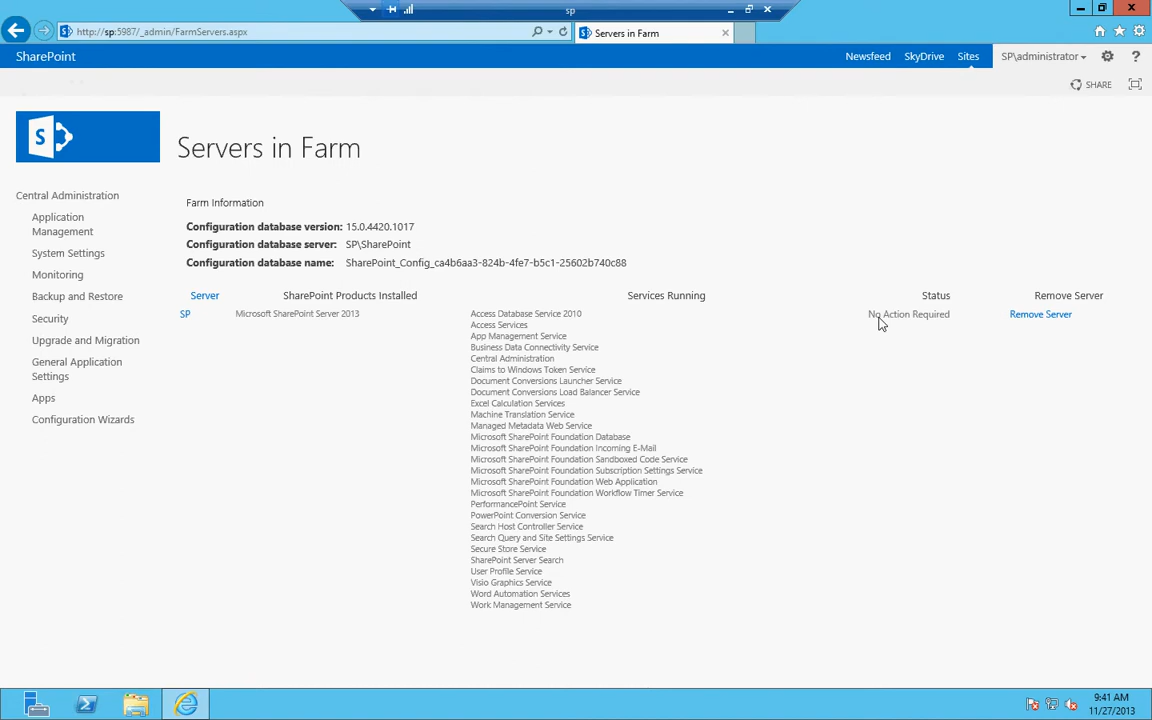 sp
http://sp:5987/_admin/FarmServers.aspx
Servers in Farm
SharePoint
Newsfeed
SkyDrive
Sites
SP\administrator
?
SHARE
S
Servers in Farm
Central Administration
Application
Management
System Settings
Monitoring
Backup and Restore
Security
Upgrade and Migration
General Application
Settings
Apps
Configuration Wizards
Farm Information
Configuration database version: 15.0.4420.1017
Configuration database server: SP\SharePoint
Configuration database name: SharePoint_Config_ca4b6aa3-824b-4fe7-b5c1-25602b740c88
Server SharePoint Products Installed Services Running Status Remove Server
SP Microsoft SharePoint Server 2013 Access Database Service 2010 No Action Required Remove Server
Access Services
App Management Service
Business Data Connectivity Service
Central Administration
Claims to Windows Token Service
Document Conversions Launcher Service
Document Conversions Load Balancer Service
Excel Calculation Services
Machine Translation Service
Managed Metadata Web Service
Microsoft SharePoint Foundation Database
Microsoft SharePoint Foundation Incoming E-Mail
Microsoft SharePoint Foundation Sandboxed Code Service
Microsoft SharePoint Foundation Subscription Settings Service
Microsoft SharePoint Foundation Web Application
Microsoft SharePoint Foundation Workflow Timer Service
PerformancePoint Service
PowerPoint Conversion Service
Search Host Controller Service
Search Query and Site Settings Service
Secure Store Service
SharePoint Server Search
User Profile Service
Visio Graphics Service
Word Automation Services
Work Management Service
9:41 AM
11/27/2013